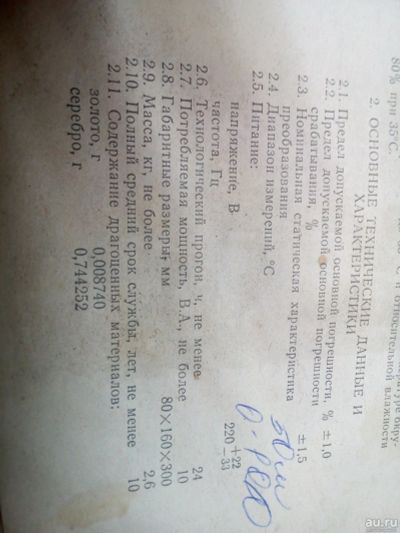 80% при 35°С.
2. ОСНОВНЫЕ ТЕХНИЧЕСКИЕ ДАННЫЕ И
ХАРАКТЕРИСТИКИ
2.1. Предел допускаемой основной погрешности, % ±1,0
2.2. Предел допускаемой основной погрешности
срабатывания, % ±1,5
2.3. Номинальная статическая характеристика
преобразования 50 м
2.4. Диапазон измерений, °С
2.5. Питание:
напряжение, В 220 +22 −33
частота, Гц
2.6. Технологический прогон, ч, не менее 24
2.7. Потребляемая мощность, В.А., не более 10
2.8. Габаритные размеры, мм 80×160×300
2.9. Масса, кг, не более 2,6
2.10. Полный средний срок службы, лет, не менее 10
2.11. Содержание драгоценных материалов:
золото, г 0,008740
серебро, г 0,744252
au.ru